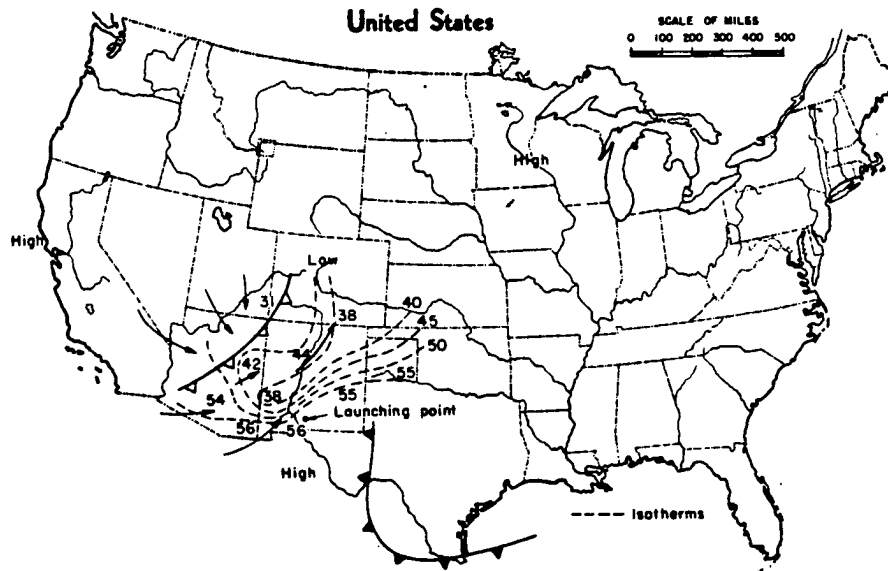 United States
SCALE OF MILES
0 100 200 300 400 500
High
High
Low
31
38
40
45
44
50
42
55
38
55
54
Launching point
56
56
High
Isotherms